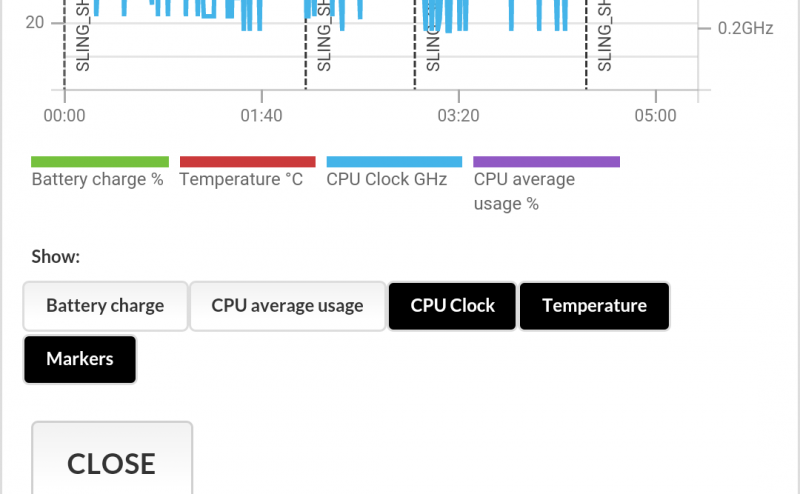 20
SLING_SH
SLING_SH
SLING_SH
0.2GHz
00:00
01:40
03:20
05:00
Battery charge %
Temperature °C
CPU Clock GHz
CPU average
usage %
Show:
Battery charge
CPU average usage
CPU Clock
Temperature
Markers
CLOSE